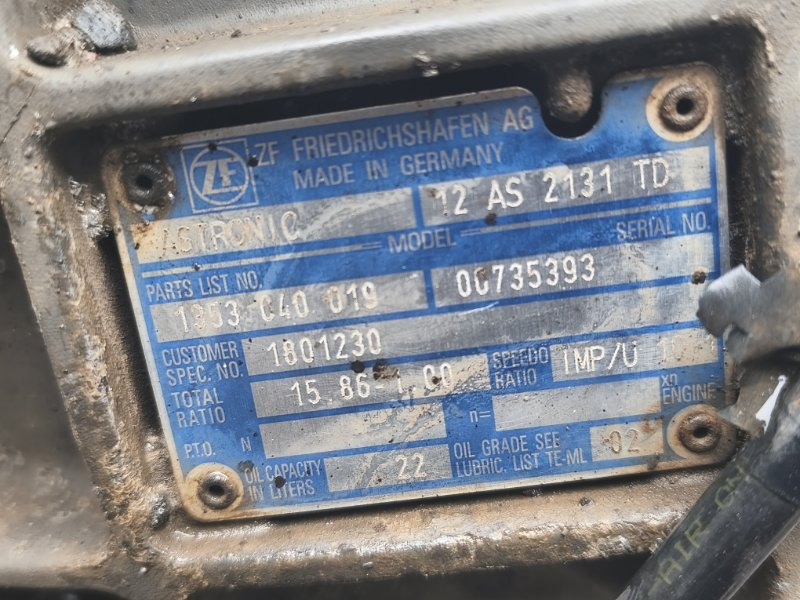 ZF FRIEDRICHSHAFEN AG
MADE IN GERMANY
ZF
ASTRONIC 12 AS 2131 TD
MODEL
PARTS LIST NO. SERIAL NO.
1353 040 019 00735393
CUSTOMER SPEC. NO. 1801230
TOTAL RATIO 15.86-1.00 SPEEDO RATIO IMP/U
P.T.O. N n= xn ENGINE
OIL CAPACITY IN LITERS 22 OIL GRADE SEE LUBRIC. LIST TE-ML 02
AIR